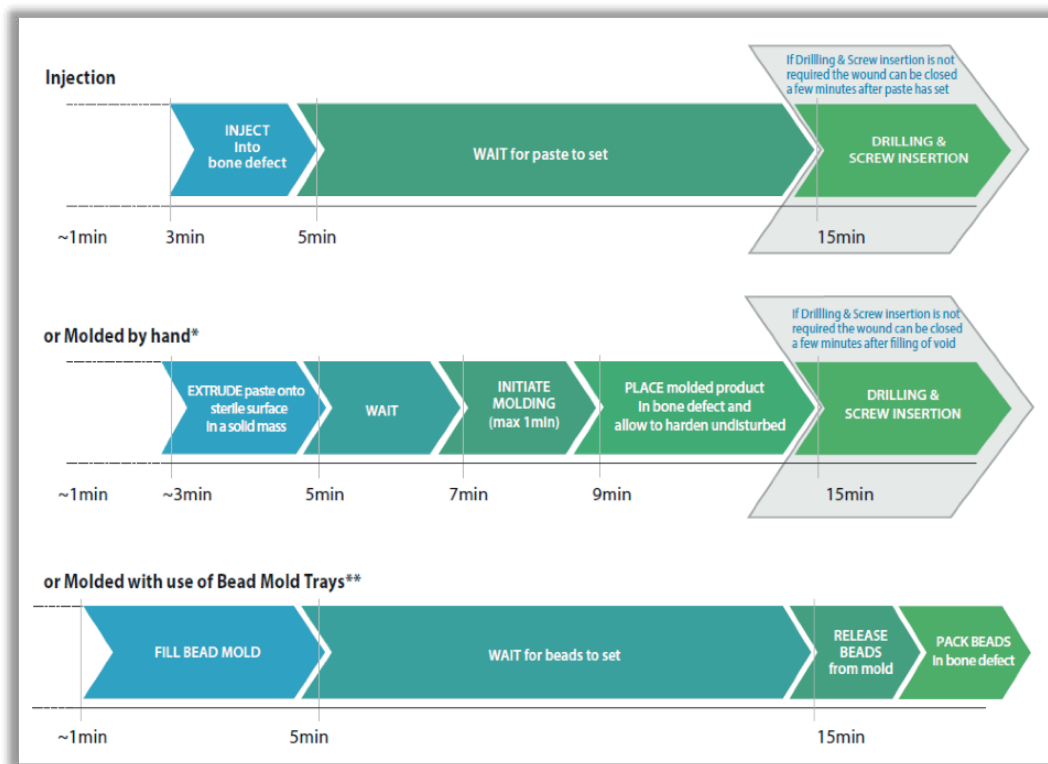 Injection
If Drillling & Screw insertion is not
required the wound can be closed
a few minutes after paste has set
INJECT
Into
bone defect
WAIT for paste to set
DRILLING &
SCREW INSERTION
~1min
3min
5min
15min
or Molded by hand*
If Drillling & Screw insertion is not
required the wound can be closed
a few minutes after filling of void
EXTRUDE paste onto
sterile surface
In a solid mass
WAIT
INITIATE
MOLDING
(max 1min)
PLACE molded product
In bone defect and
allow to harden undisturbed
DRILLING &
SCREW INSERTION
~1min
~3min
5min
7min
9min
15min
or Molded with use of Bead Mold Trays**
FILL BEAD MOLD
WAIT for beads to set
RELEASE
BEADS
from mold
PACK BEADS
In bone defect
~1min
5min
15min